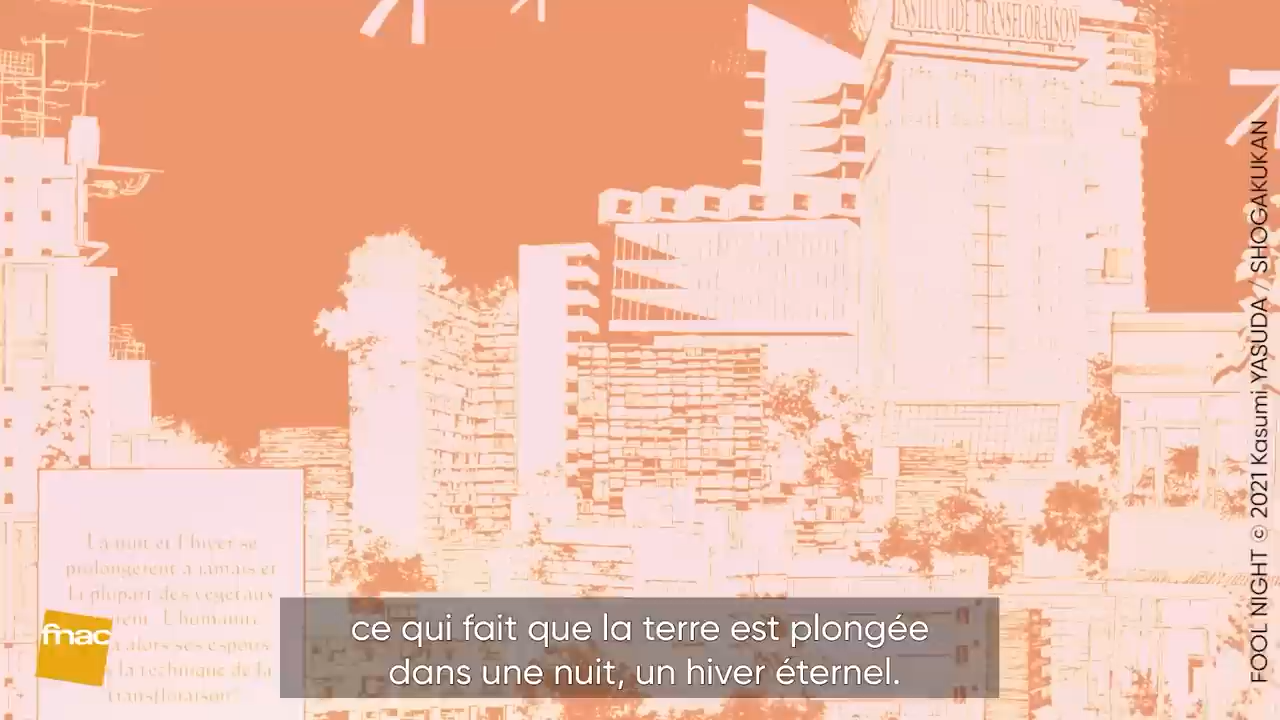 INSTITUT DE TRANSFLORAISON
La nuit et l'hiver se
prolongèrent à jamais et
la plupart des végétaux
L'humanité
alors ses espoirs
la technique de la
"transfloraison".
fnac
ce qui fait que la terre est plongée
dans une nuit, un hiver éternel.
FOOL NIGHT © 2021 Kasumi YASUDA / SHOGAKUKAN